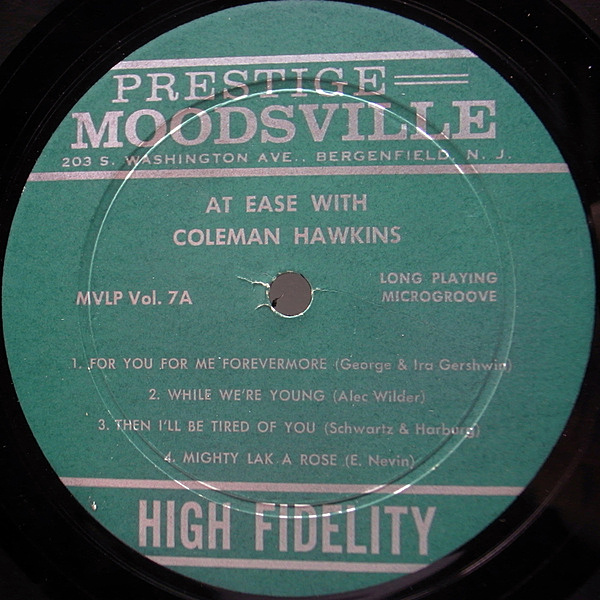 PRESTIGE
MOODSVILLE
203 S. WASHINGTON AVE., BERGENFIELD, N. J.
AT EASE WITH
COLEMAN HAWKINS
MVLP Vol. 7A
LONG PLAYING
MICROGROOVE
1. FOR YOU FOR ME FOREVERMORE (George & Ira Gershwin)
2. WHILE WE'RE YOUNG (Alec Wilder)
3. THEN I'LL BE TIRED OF YOU (Schwartz & Harburg)
4. MIGHTY LAK A ROSE (E. Nevin)
HIGH FIDELITY